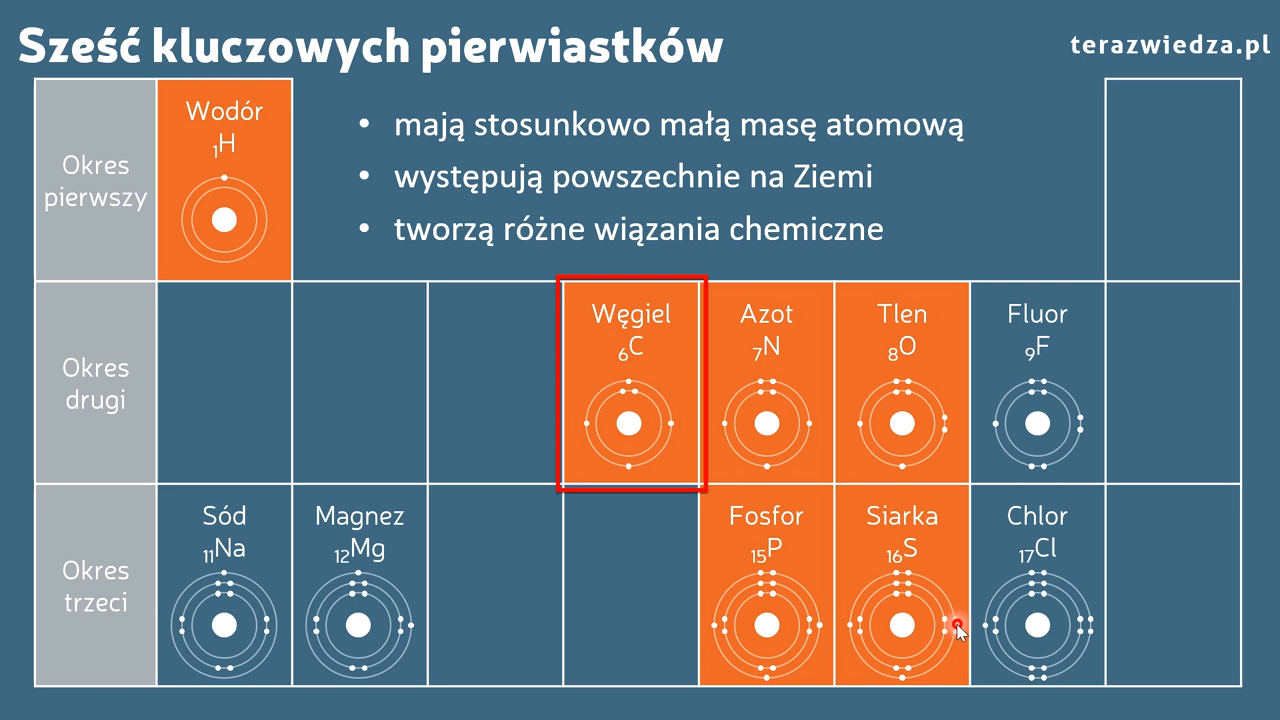 Sześć kluczowych pierwiastków
terazwiedza.pl
Okres
pierwszy
Wodór
₁H
• mają stosunkowo małą masę atomową
• występują powszechnie na Ziemi
• tworzą różne wiązania chemiczne
Okres
drugi
Węgiel
₆C
Azot
₇N
Tlen
₈O
Fluor
₉F
Okres
trzeci
Sód
₁₁Na
Magnez
₁₂Mg
Fosfor
₁₅P
Siarka
₁₆S
Chlor
₁₇Cl